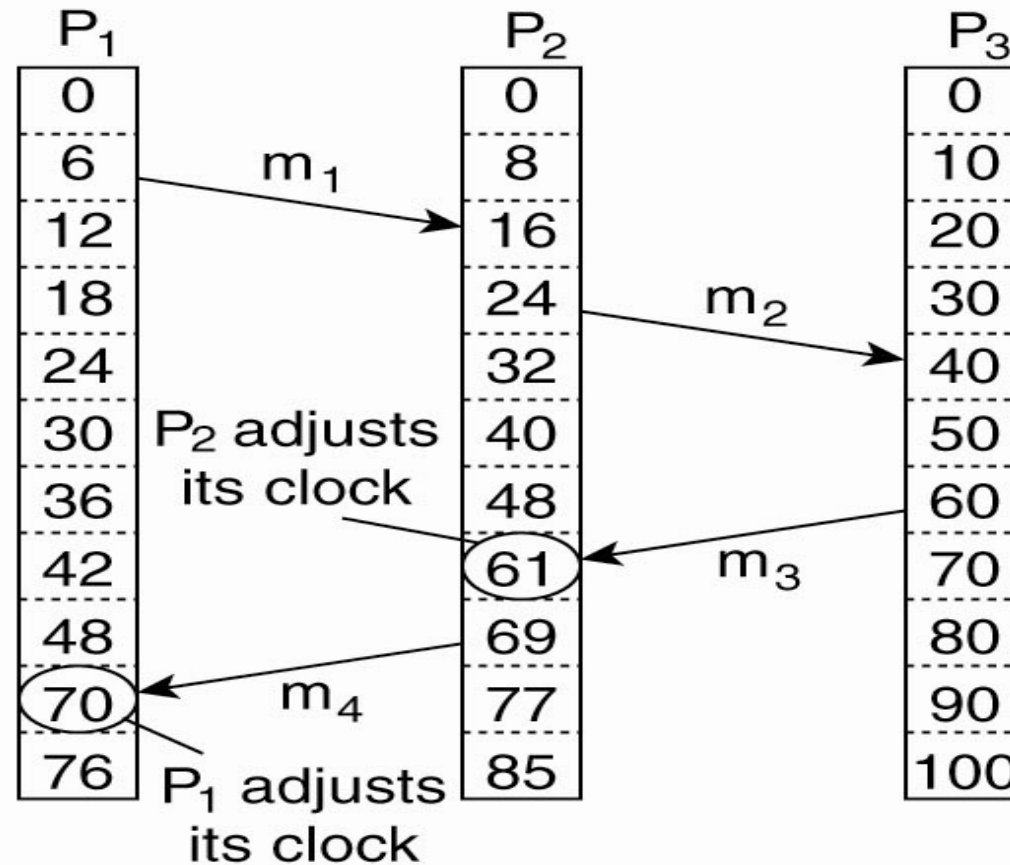 P₁ P₂ P₃
0 0 0
6 m₁ 8 10
12 16 20
18 24 m₂ 30
24 32 40
30 P₂ adjusts 40 50
36 its clock 48 60
42 61 m₃ 70
48 69 80
70 m₄ 77 90
76 P₁ adjusts 85 100
its clock